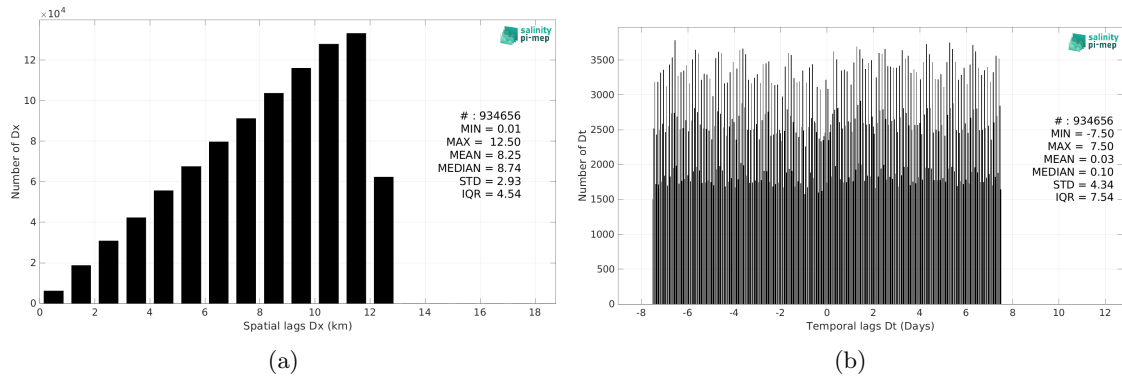 ×10⁴
salinity
pi-mep
12
10
8
6
4
2
0
Number of Dx
# : 934656
MIN = 0.01
MAX = 12.50
MEAN = 8.25
MEDIAN = 8.74
STD = 2.93
IQR = 4.54
0 2 4 6 8 10 12 14 16 18
Spatial lags Dx (km)
(a)
salinity
pi-mep
3500
3000
2500
2000
1500
1000
500
0
Number of Dt
# : 934656
MIN = -7.50
MAX = 7.50
MEAN = 0.03
MEDIAN = 0.10
STD = 4.34
IQR = 7.54
-8 -6 -4 -2 0 2 4 6 8 10 12
Temporal lags Dt (Days)
(b)